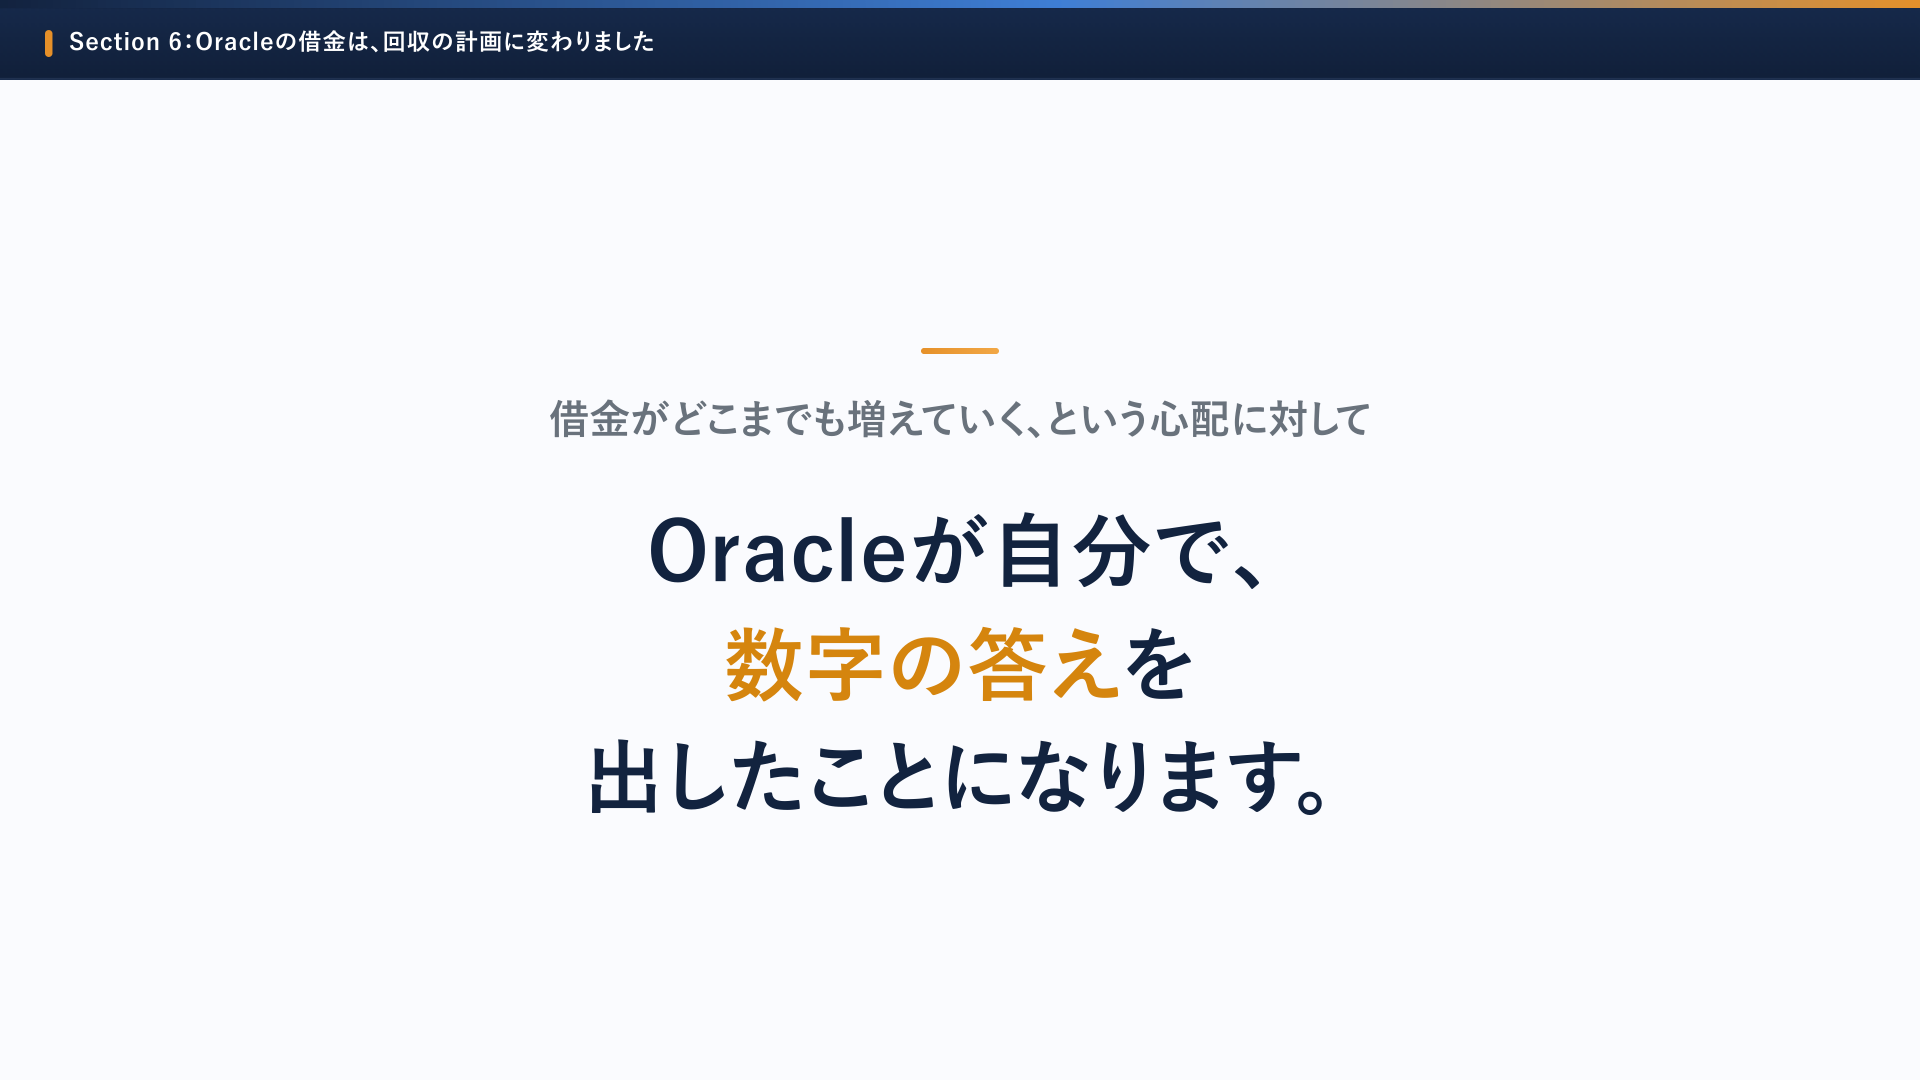 Section 6：Oracleの借金は、回収の計画に変わりました
借金がどこまでも増えていく、という心配に対して
Oracleが自分で、
数字の答えを
出したことになります。